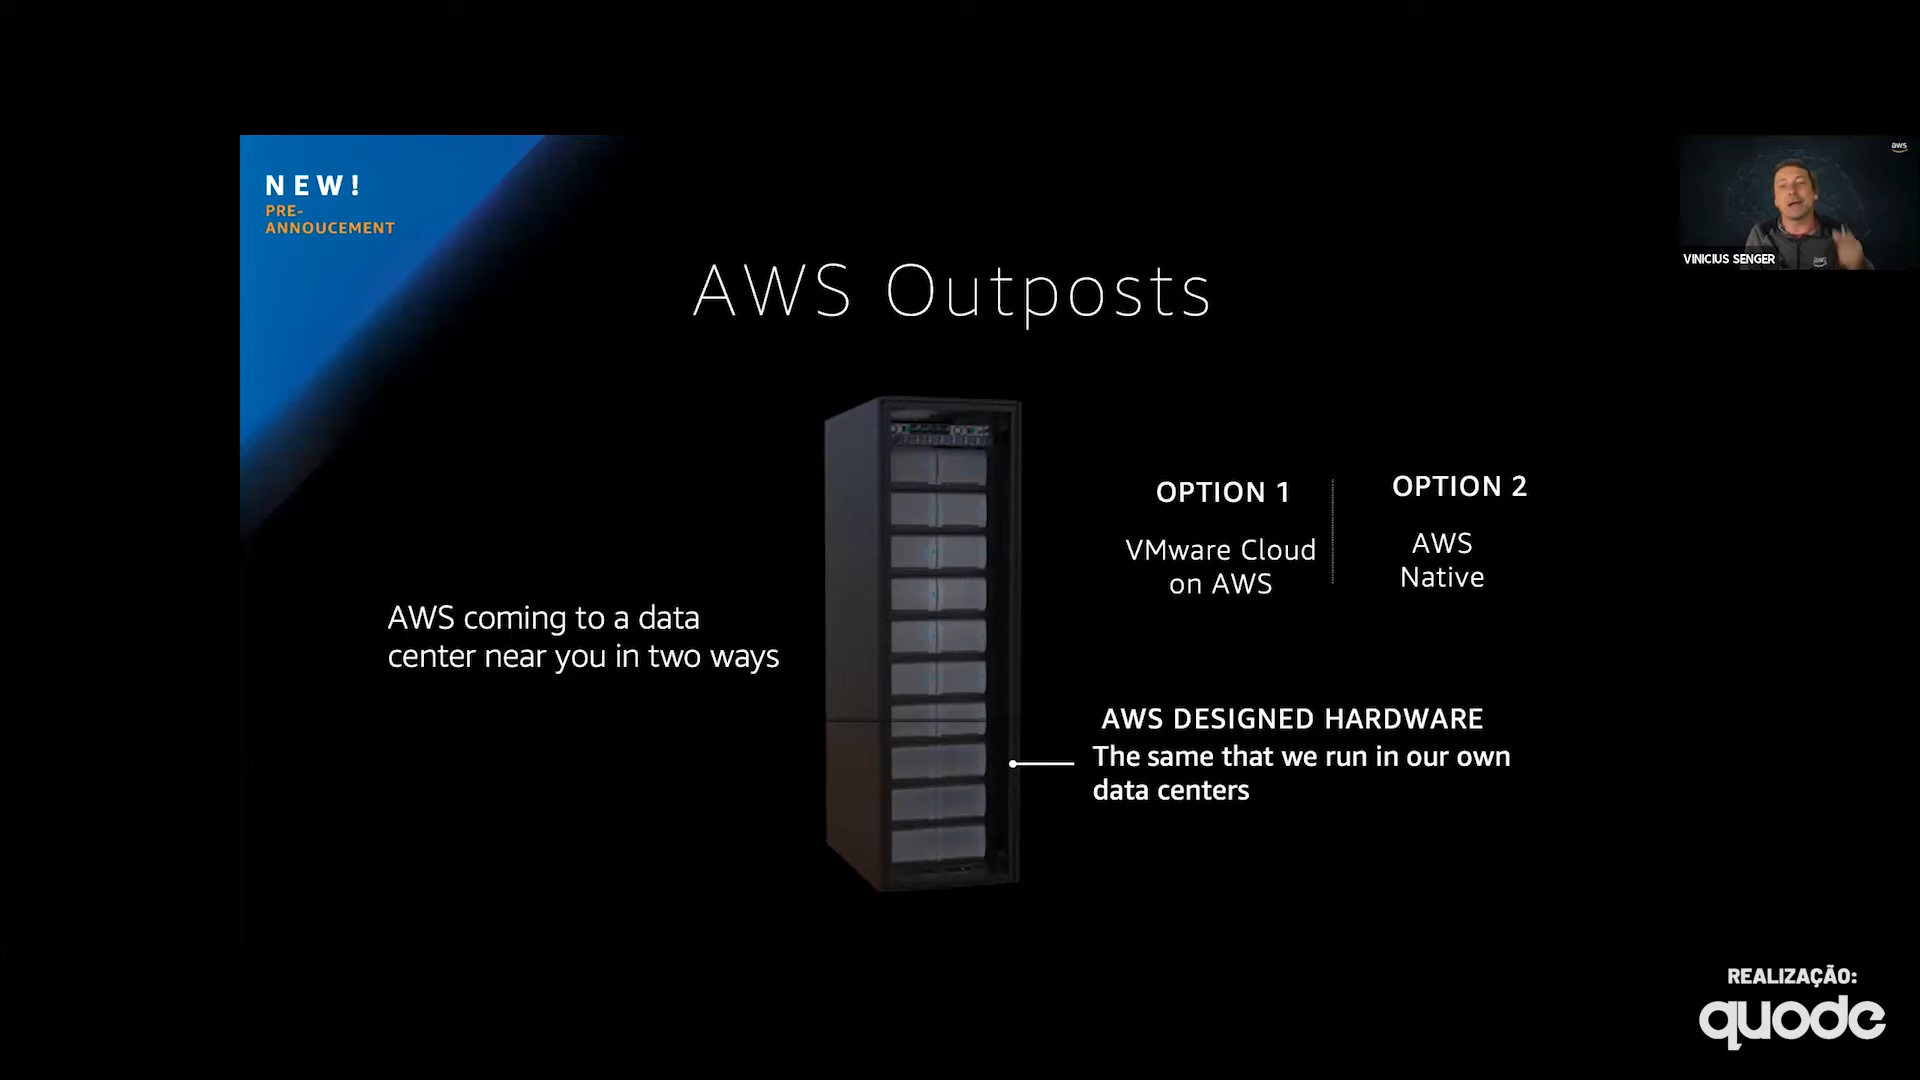 NEW!
PRE-
ANNOUCEMENT
aws
VINICIUS SENGER
AWS Outposts
OPTION 1
VMware Cloud
on AWS
OPTION 2
AWS
Native
AWS coming to a data
center near you in two ways
AWS DESIGNED HARDWARE
The same that we run in our own
data centers
aws
REALIZAÇÃO:
quode